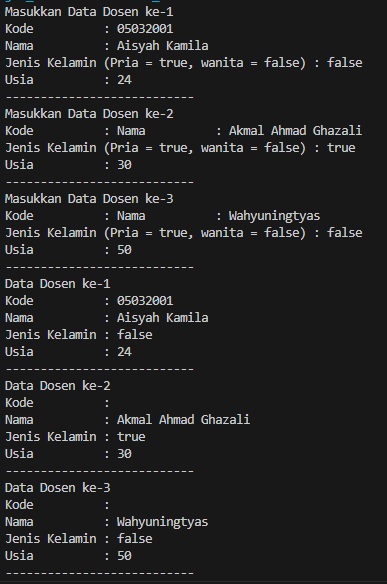 Masukkan Data Dosen ke-1
Kode          : 05032001
Nama          : Aisyah Kamila
Jenis Kelamin (Pria = true, wanita = false) : false
Usia          : 24
---------------------------
Masukkan Data Dosen ke-2
Kode          : Nama          : Akmal Ahmad Ghazali
Jenis Kelamin (Pria = true, wanita = false) : true
Usia          : 30
---------------------------
Masukkan Data Dosen ke-3
Kode          : Nama          : Wahyuningtyas
Jenis Kelamin (Pria = true, wanita = false) : false
Usia          : 50
---------------------------
Data Dosen ke-1
Kode          : 05032001
Nama          : Aisyah Kamila
Jenis Kelamin : false
Usia          : 24
---------------------------
Data Dosen ke-2
Kode          :
Nama          : Akmal Ahmad Ghazali
Jenis Kelamin : true
Usia          : 30
---------------------------
Data Dosen ke-3
Kode          :
Nama          : Wahyuningtyas
Jenis Kelamin : false
Usia          : 50
---------------------------